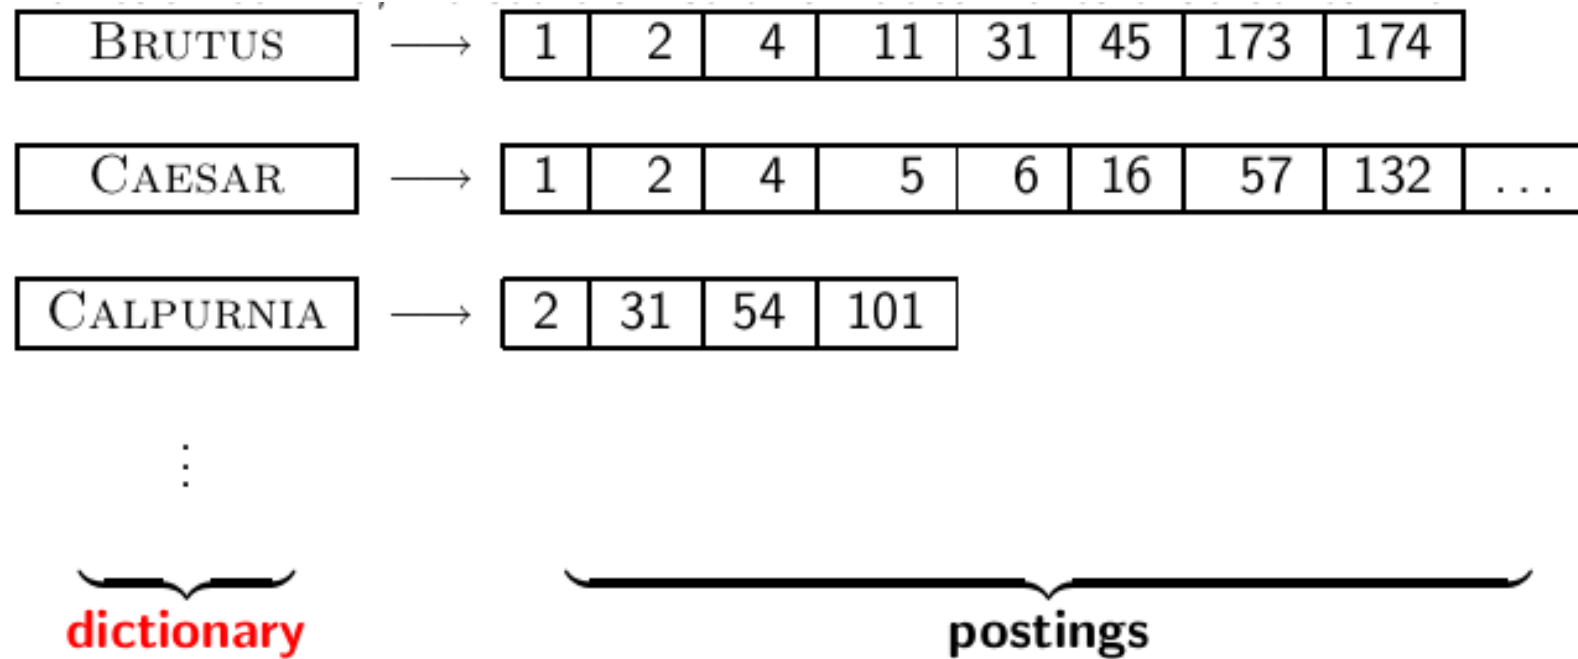 BRUTUS ⟶ 1 2 4 11 31 45 173 174
CAESAR ⟶ 1 2 4 5 6 16 57 132 ...
CALPURNIA ⟶ 2 31 54 101
⋮
dictionary postings